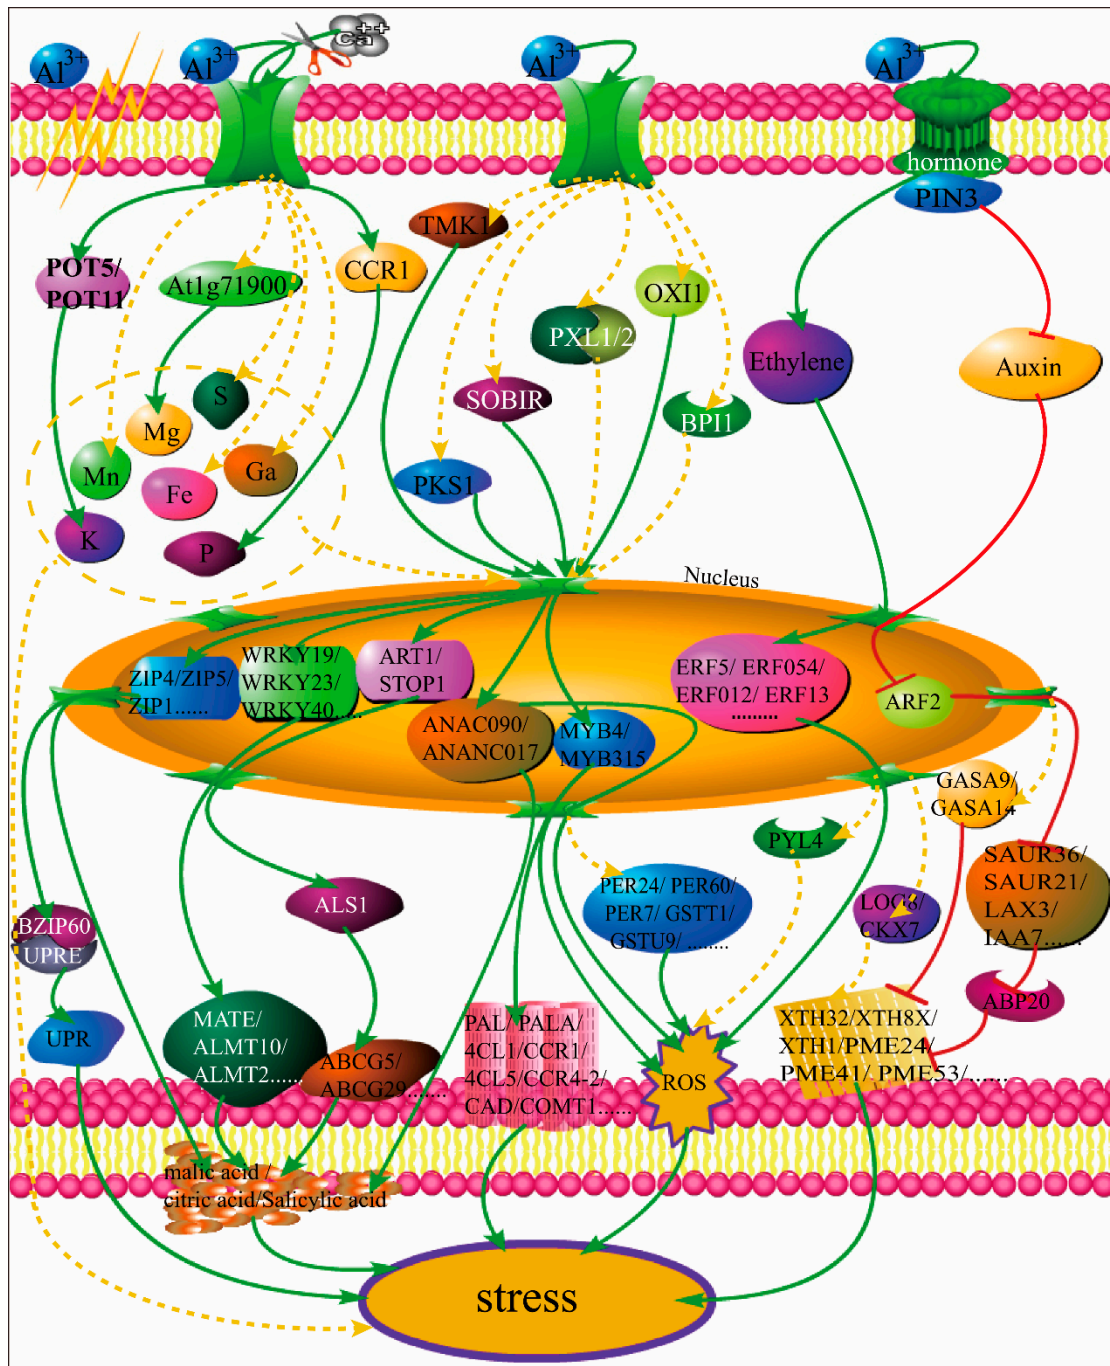 Al3+
Al3+
Ca++
Al3+
Al3+
hormone
PIN3
TMK1
POT5/
POT11
At1g71900
CCR1
OXI1
PXL1/2
Ethylene
Auxin
S
SOBIR
BPI1
Mg
Mn
Fe
Ga
PKS1
K
P
Nucleus
ZIP4/ZIP5/
ZIP1......
WRKY19/
WRKY23/
WRKY40.....
ART1/
STOP1
ANAC090/
ANANC017
MYB4/
MYB315
ERF5/ ERF054/
ERF012/ ERF13
.........
ARF2
GASA9/
GASA14
PYL4
SAUR36/
SAUR21/
LAX3/
IAA7......
PER24/ PER60/
PER7/ GSTT1/
GSTU9/ ........
LOG8/
CKX7
ALS1
BZIP60
UPRE
ABP20
UPR
MATE/
ALMT10/
ALMT2......
ABCG5/
ABCG29.......
PAL/ PALA/
4CL1/CCR1/
4CL5/CCR4-2/
CAD/COMT1......
ROS
XTH32/XTH8X/
XTH1/PME24/
PME41/ PME53/......
malic acid /
citric acid/Salicylic acid
stress